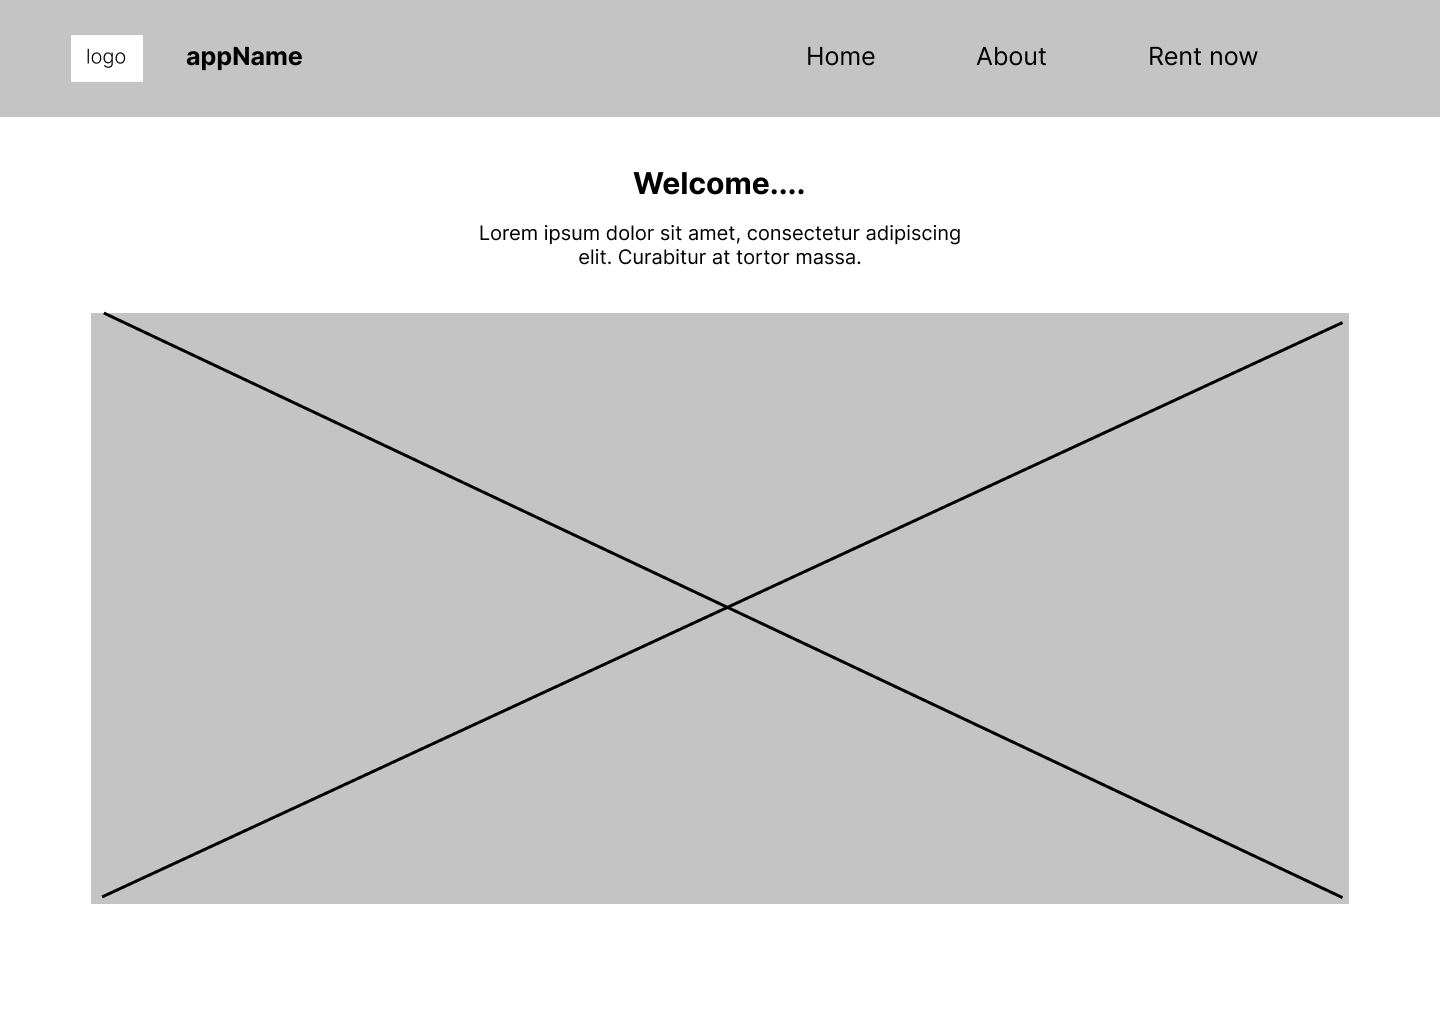 logo
appName
Home
About
Rent now
Welcome....
Lorem ipsum dolor sit amet, consectetur adipiscing
elit. Curabitur at tortor massa.